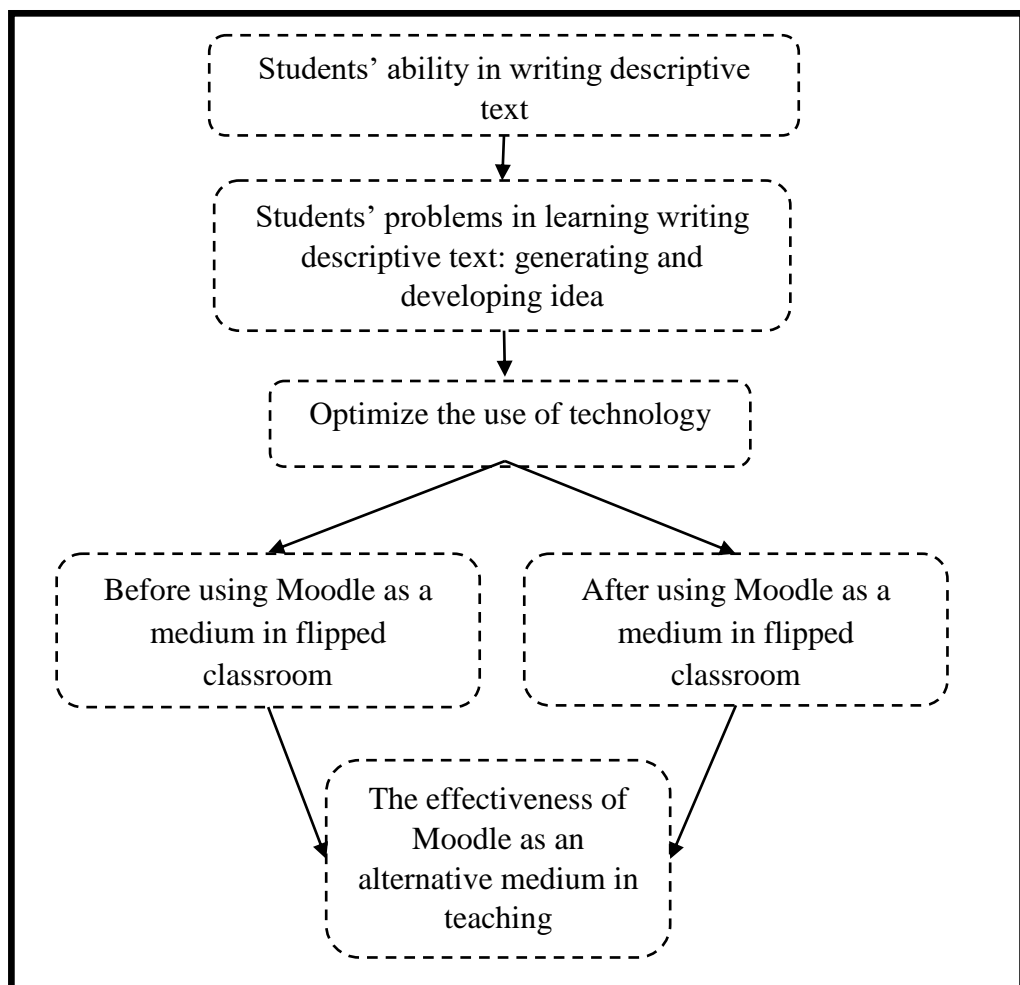 Students’ ability in writing descriptive
text
Students’ problems in learning writing
descriptive text: generating and
developing idea
Optimize the use of technology
Before using Moodle as a
medium in flipped
classroom
After using Moodle as a
medium in flipped
classroom
The effectiveness of
Moodle as an
alternative medium in
teaching